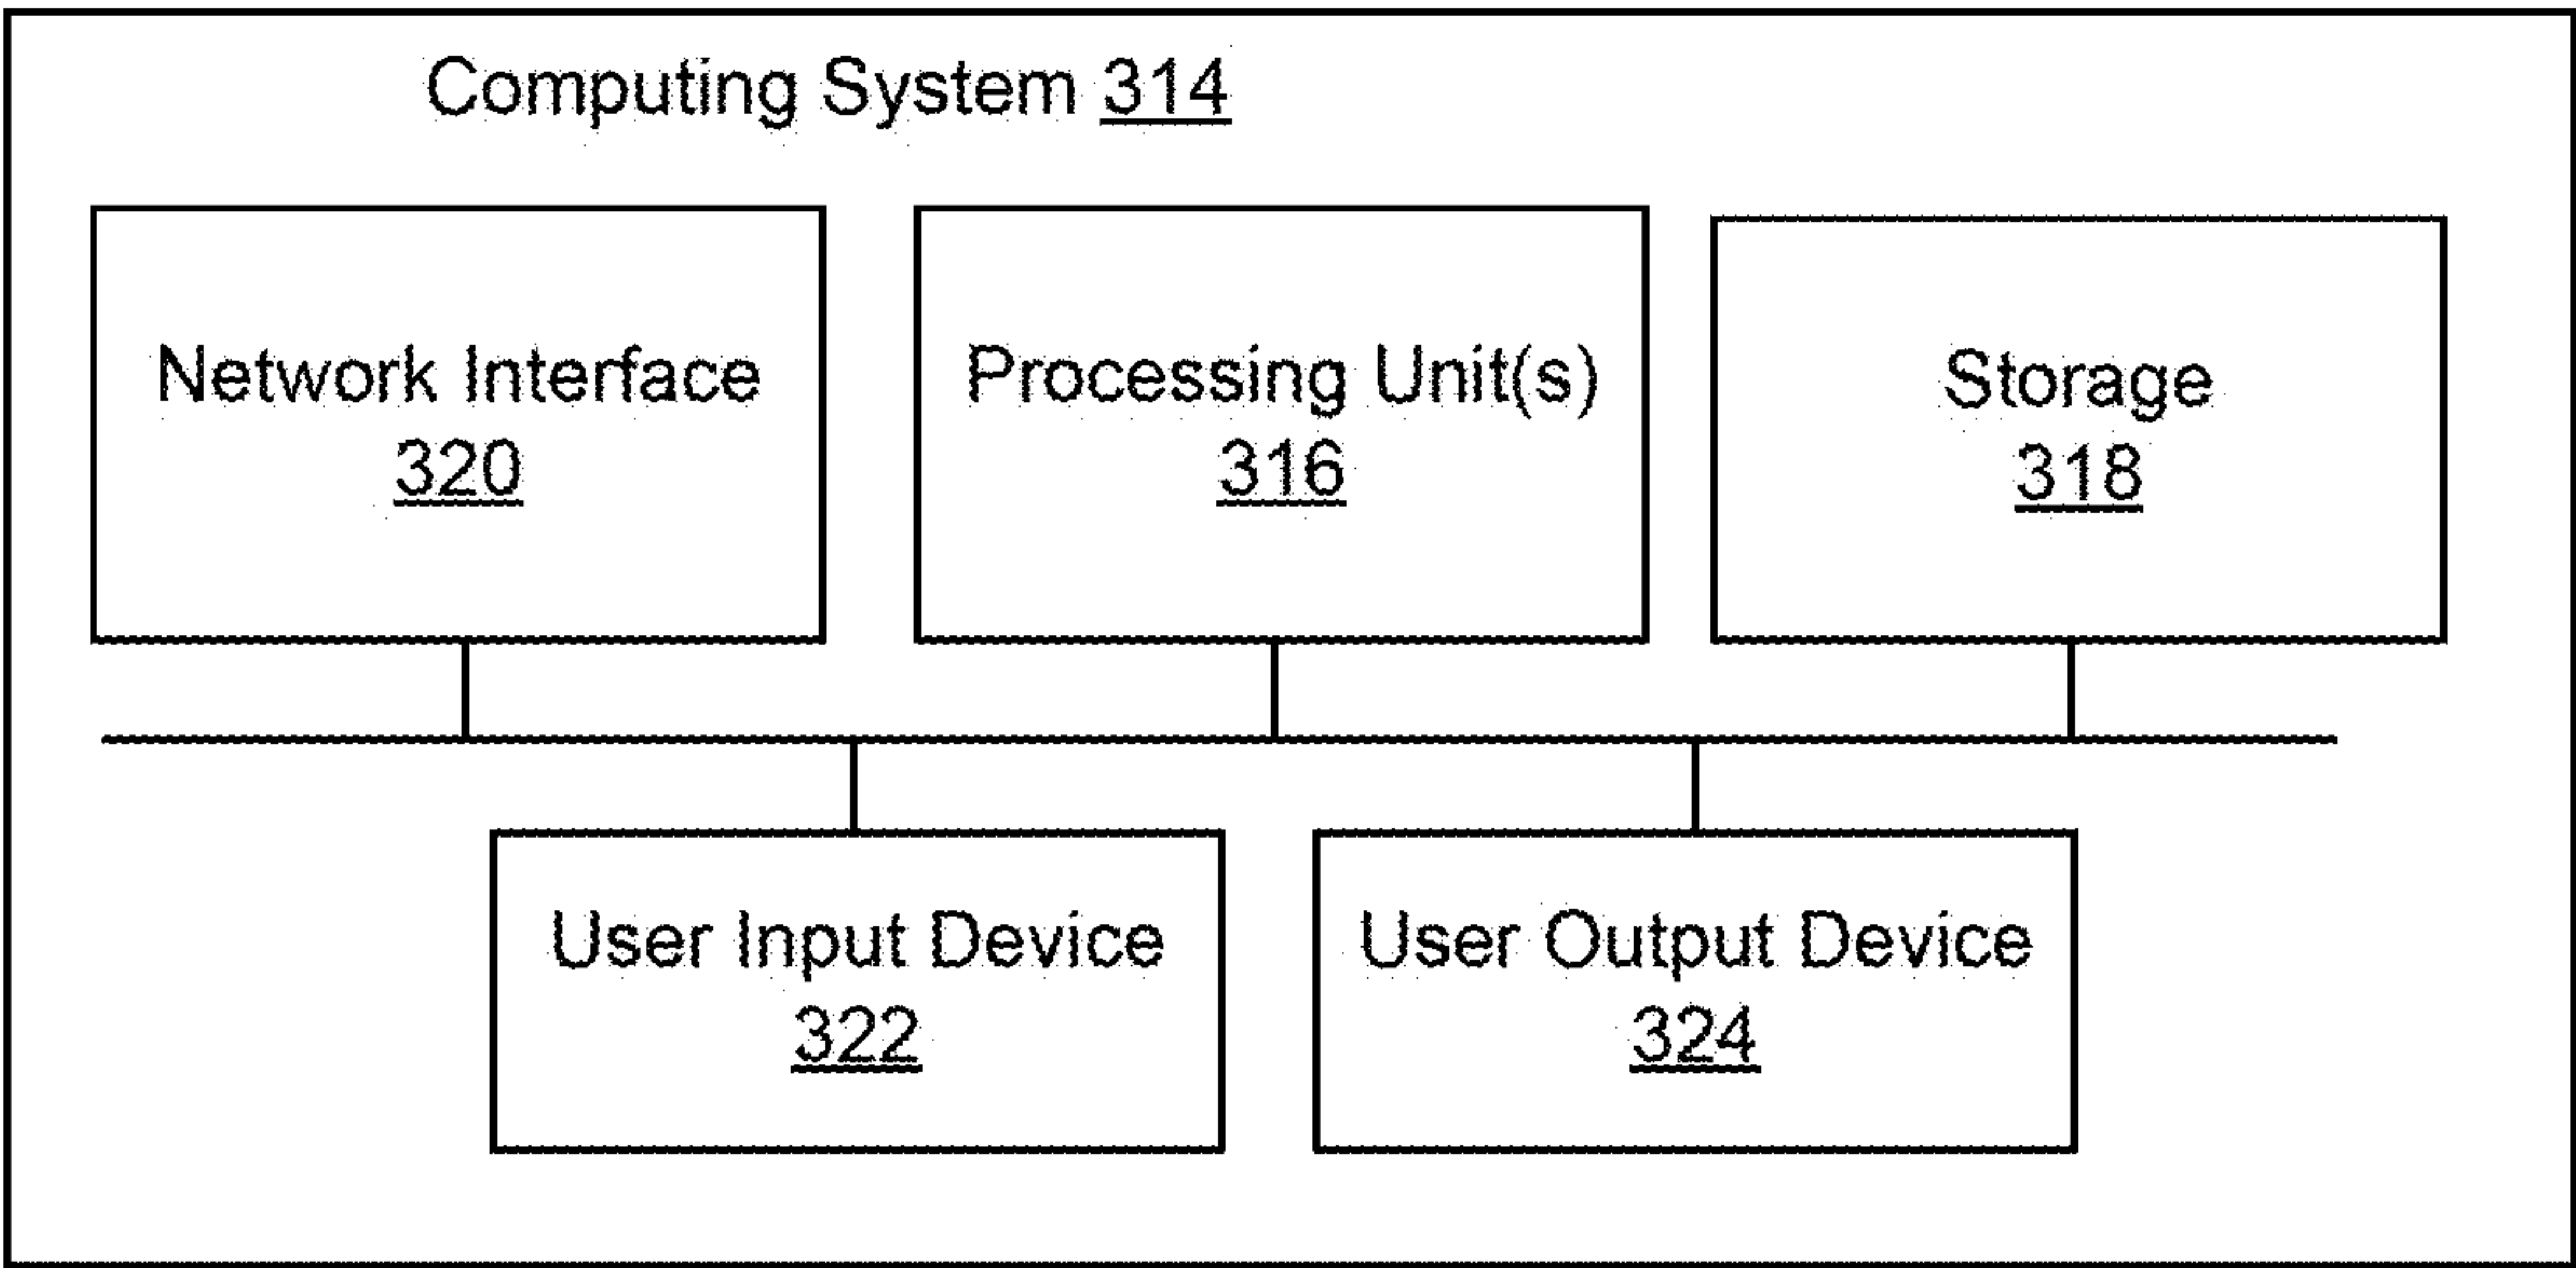 Computing System 314
Network Interface
320
Processing Unit(s)
316
Storage
318
User Input Device
322
User Output Device
324